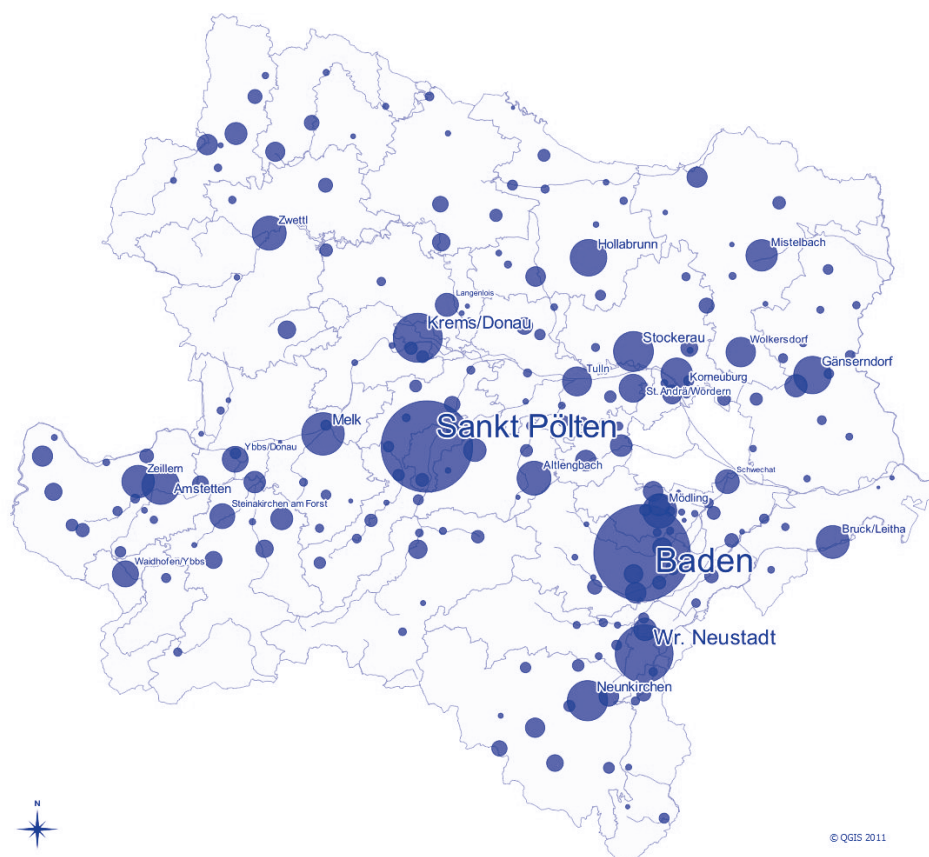 Zwettl
Hollabrunn
Mistelbach
Langenlois
Krems/Donau
Stockerau
Wolkersdorf
Gänserndorf
Tulln
Korneuburg
St. Andrä/Wördern
Melk
Sankt Pölten
Ybbs/Donau
Zeillern
Altlengbach
Schwechat
Amstetten
Mödling
Steinakirchen am Forst
Bruck/Leitha
Waidhofen/Ybbs
Baden
Wr. Neustadt
Neunkirchen
N
© QGIS 2011